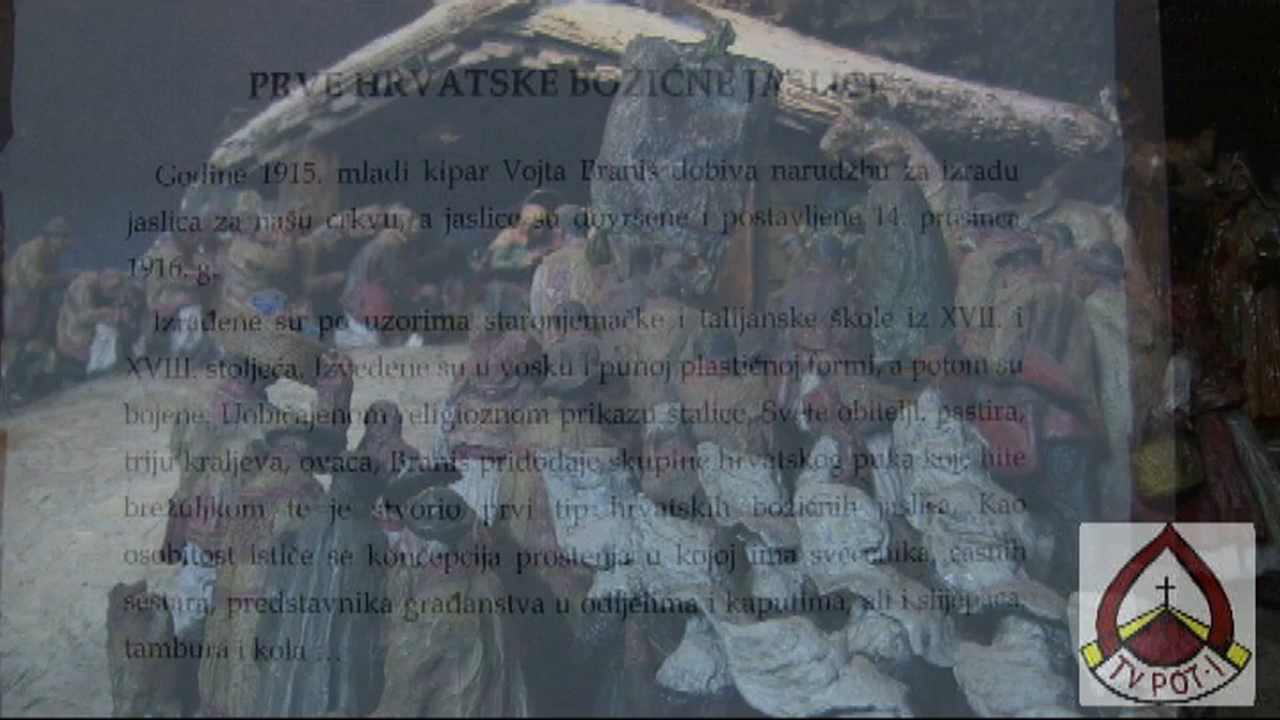 PRVE HRVATSKE BOŽIĆNE JASLICE
Godine 1915. mladi kipar Vojta Braniš dobiva narudžbu za izradu
jaslica za našu crkvu, a jaslice su dovršene i postavljene 14. prosinca
1916. g.
Izrađene su po uzorima staronjemačke i talijanske škole iz XVII. i
XVIII. stoljeća. Izvedene su u vosku i punoj plastičnoj formi, a potom su
bojene. Uobičajenom religioznom prikazu štalice, Svete obitelji, pastira,
triju kraljeva, ovaca, Braniš pridodaje skupine hrvatskog puka koje hite
brežuljkom te je stvorio prvi tip hrvatskih božićnih jaslica. Kao
osobitost ističe se koncepcija proštenja u kojoj ima svećenika, časnih
sestara, predstavnika građanstva u odijelima i kaputima, ali i slijepaca,
tambura i kola ...
TV POT-I